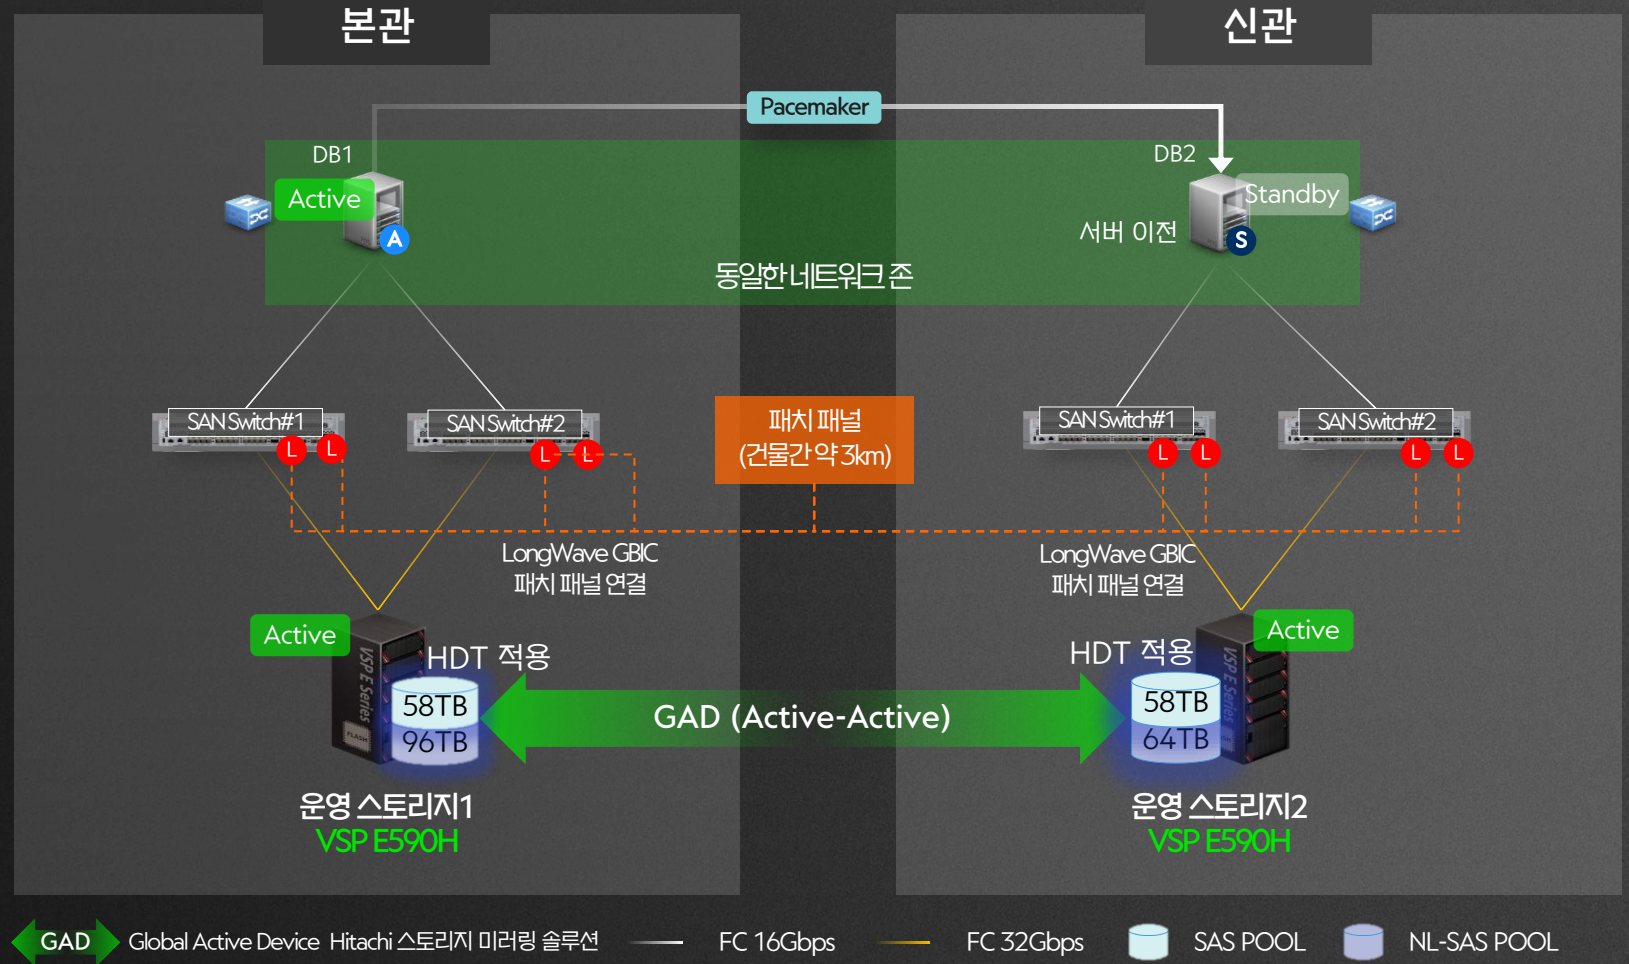 본관
신관
Pacemaker
DB1
DB2
Active
Standby
A
서버 이전
S
동일한 네트워크 존
SAN Switch#1
SAN Switch#2
패치 패널
(건물간 약 3km)
SAN Switch#1
SAN Switch#2
L
L
L
L
L
L
L
L
LongWave GBIC
패치 패널 연결
LongWave GBIC
패치 패널 연결
Active
Active
HDT 적용
HDT 적용
VSP E Series
VSP E Series
FLASH
58TB
96TB
GAD (Active-Active)
58TB
64TB
운영 스토리지1
VSP E590H
운영 스토리지2
VSP E590H
GAD Global Active Device Hitachi 스토리지 미러링 솔루션 FC 16Gbps FC 32Gbps SAS POOL NL-SAS POOL